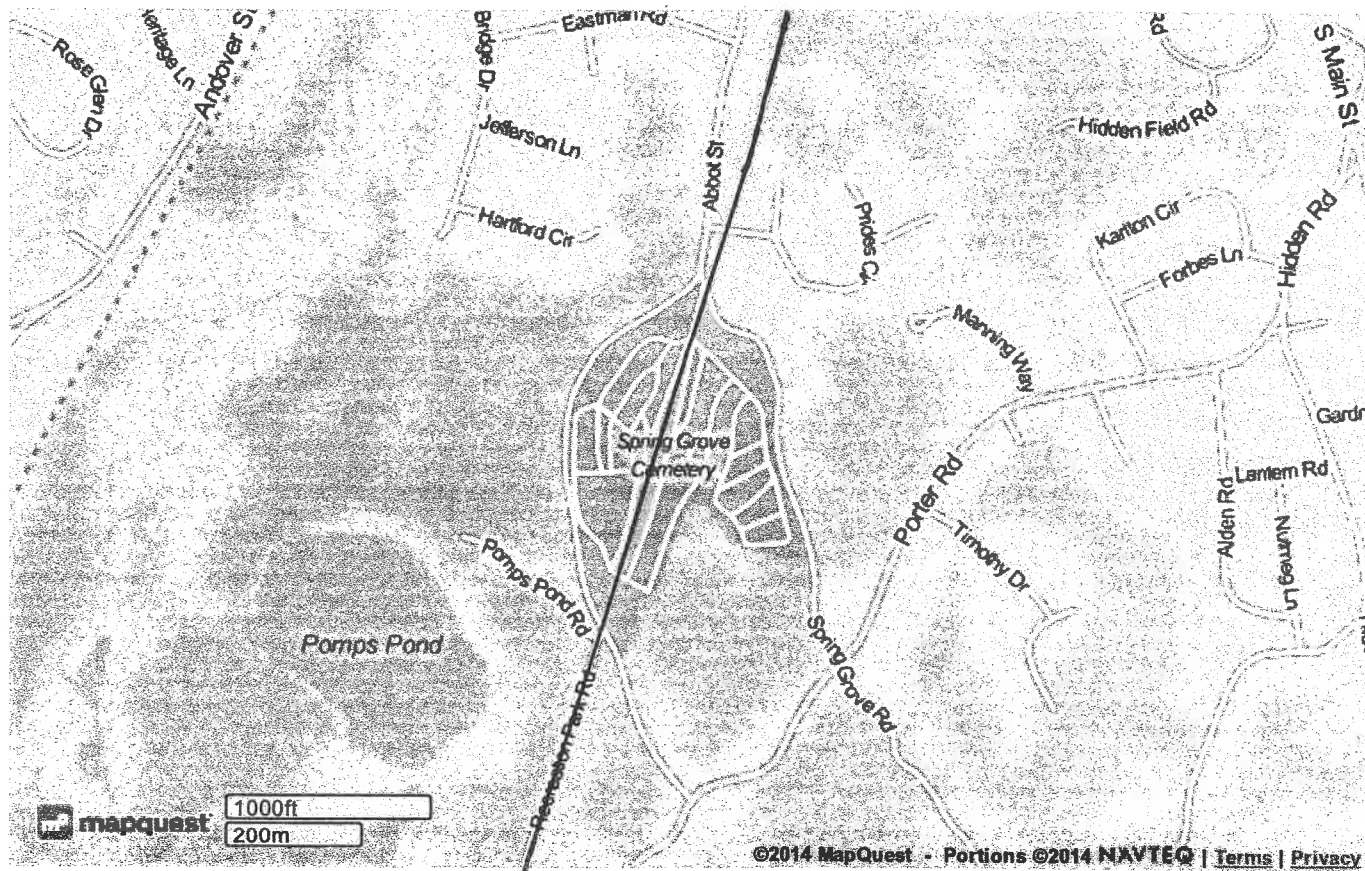 Rose Glen Dr
Heritage Ln
Andover St
Bridge Dr
Eastman Rd
Jefferson Ln
Hartford Cir
Abbot St
Prides Cir
Rd
Hidden Field Rd
S Main St
Karlton Cir
Forbes Ln
Hidden Rd
Manning Way
Gardn
Spring Grove
Cemetery
Porter Rd
Lantern Rd
Alden Rd
Nutmeg Ln
Timothy Dr
Pomps Pond Rd
Pomps Pond
Spring Grove Rd
Recreation Park Rd
1000ft
mapquest
200m
©2014 MapQuest - Portions ©2014 NAVTEQ | Terms | Privacy